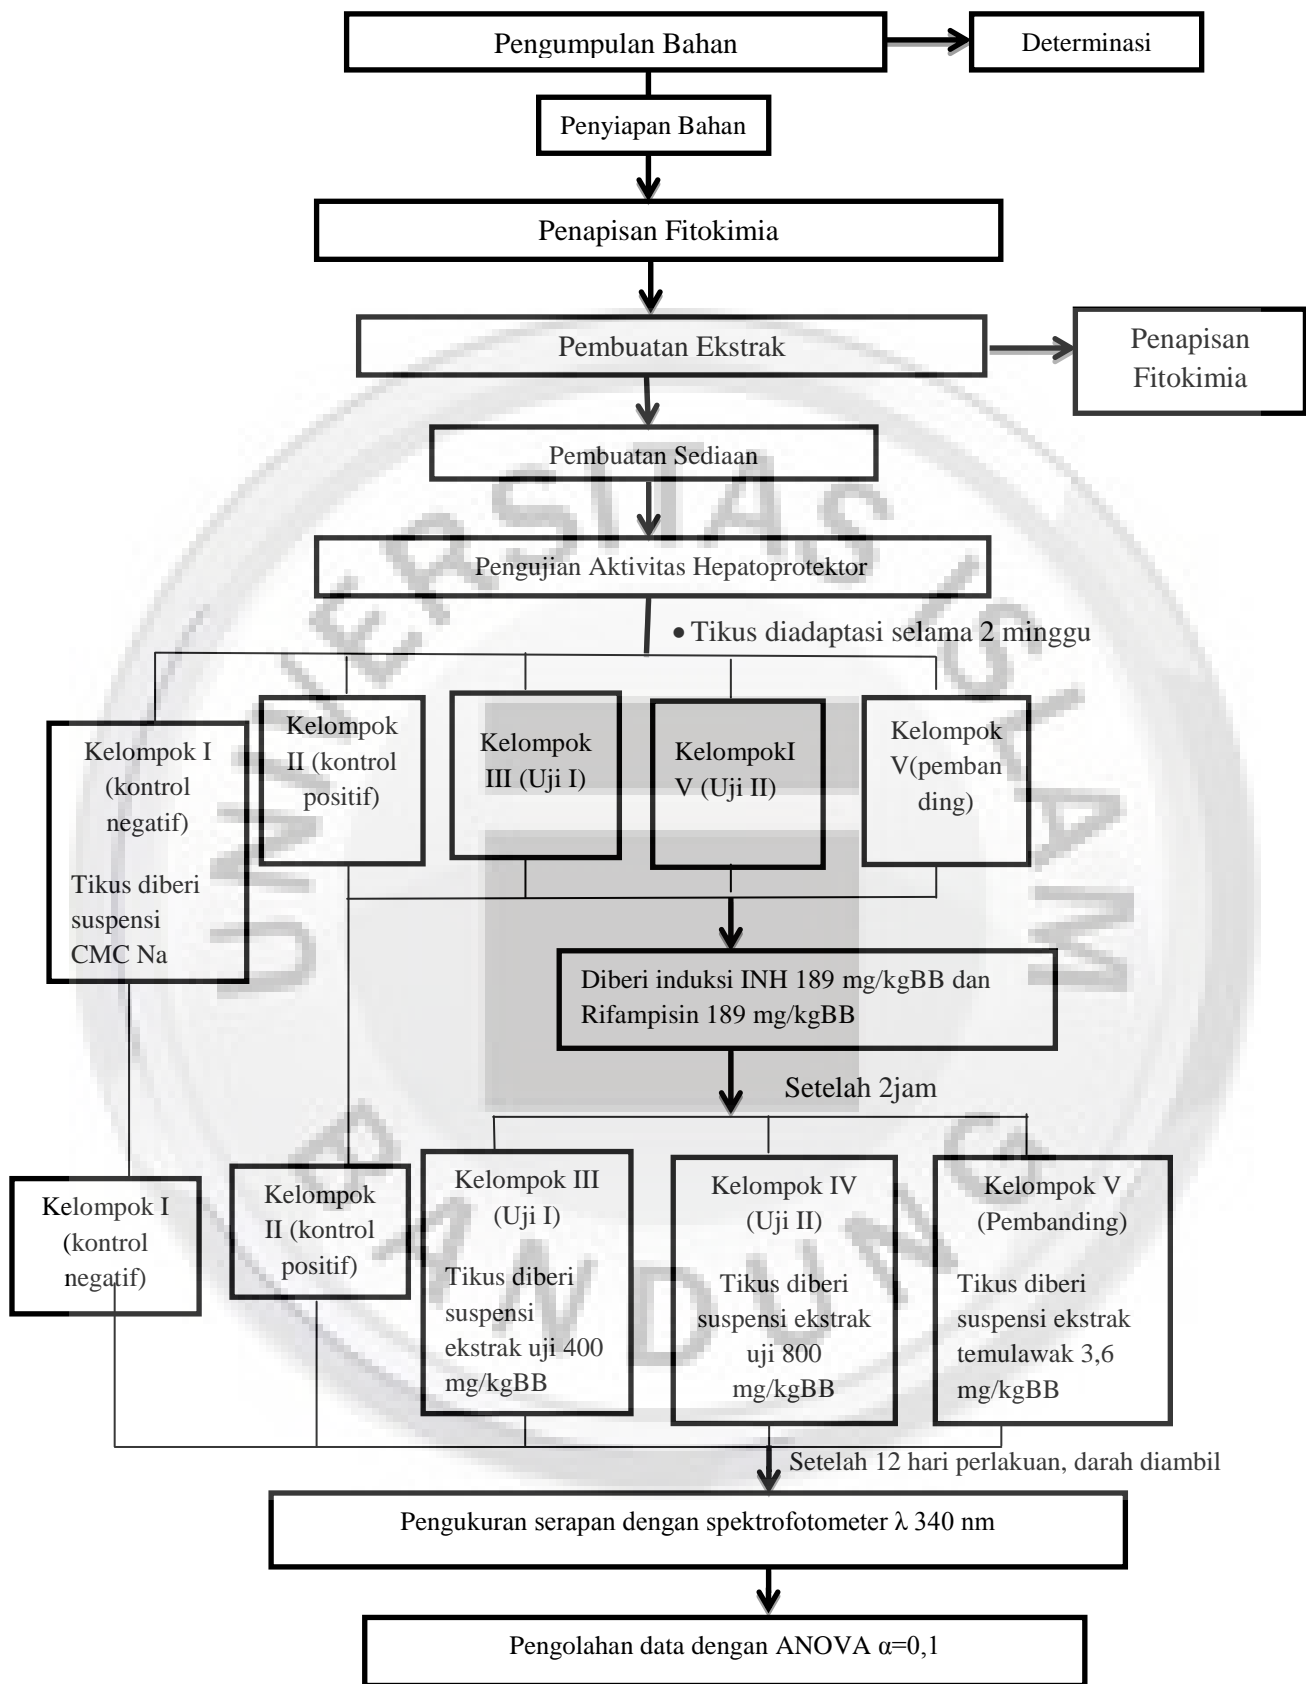 Pengumpulan Bahan
Determinasi
Penyiapan Bahan
Penapisan Fitokimia
Pembuatan Ekstrak
Penapisan
Fitokimia
Pembuatan Sediaan
Pengujian Aktivitas Hepatoprotektor
• Tikus diadaptasi selama 2 minggu
Kelompok I
(kontrol
negatif)
Tikus diberi
suspensi
CMC Na
Kelompok
II (kontrol
positif)
Kelompok
III (Uji I)
KelompokI
V (Uji II)
Kelompok
V(pemban
ding)
Diberi induksi INH 189 mg/kgBB dan
Rifampisin 189 mg/kgBB
Setelah 2jam
Kelompok I
(kontrol
negatif)
Kelompok
II (kontrol
positif)
Kelompok III
(Uji I)
Tikus diberi
suspensi
ekstrak uji 400
mg/kgBB
Kelompok IV
(Uji II)
Tikus diberi
suspensi ekstrak
uji 800
mg/kgBB
Kelompok V
(Pembanding)
Tikus diberi
suspensi ekstrak
temulawak 3,6
mg/kgBB
Setelah 12 hari perlakuan, darah diambil
Pengukuran serapan dengan spektrofotometer λ 340 nm
Pengolahan data dengan ANOVA α=0,1
UNIVERSITAS ISLAM
BANDUNG